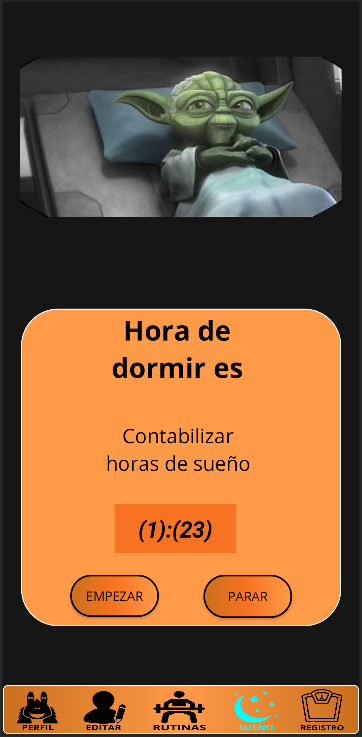 Hora de
dormir es
Contabilizar
horas de sueño
(1):(23)
EMPEZAR PARAR
PERFIL EDITAR RUTINAS SUEÑO REGISTRO